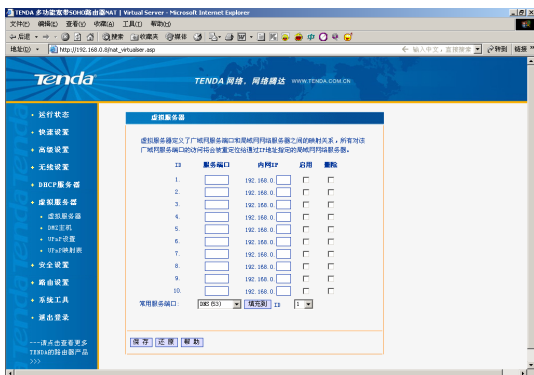 TENDA 多功能宽带SOHO路由器NAT | Virtual Server - Microsoft Internet Explorer
文件(F) 编辑(E) 查看(V) 收藏(A) 工具(T) 帮助(H)
后退 搜索 收藏夹 媒体
地址(D) http://192.168.0.8/nat_virtualser.asp 输入中文，直接搜索 转到 链接 »
Tenda TENDA 网络，网络腾达 WWW.TENDA.COM.CN
运行状态
快速设置
高级设置
无线设置
DHCP服务器
虚拟服务器
虚拟服务器
DMZ主机
UPnP设置
UPnP映射表
安全设置
路由设置
系统工具
退出登录
---请点击查看更多
TENDA的路由器产品
>>>
虚拟服务器
虚拟服务器定义了广域网服务端口和局域网网络服务器之间的映射关系，所有对该
广域网服务端口的访问将会被重定位给通过IP地址指定的局域网网络服务器。
ID 服务端口 内网IP 启用 删除
1. 192.168.0.
2. 192.168.0.
3. 192.168.0.
4. 192.168.0.
5. 192.168.0.
6. 192.168.0.
7. 192.168.0.
8. 192.168.0.
9. 192.168.0.
10. 192.168.0.
常用服务端口: DNS(53) 填充到 ID 1
保存 还原 帮助